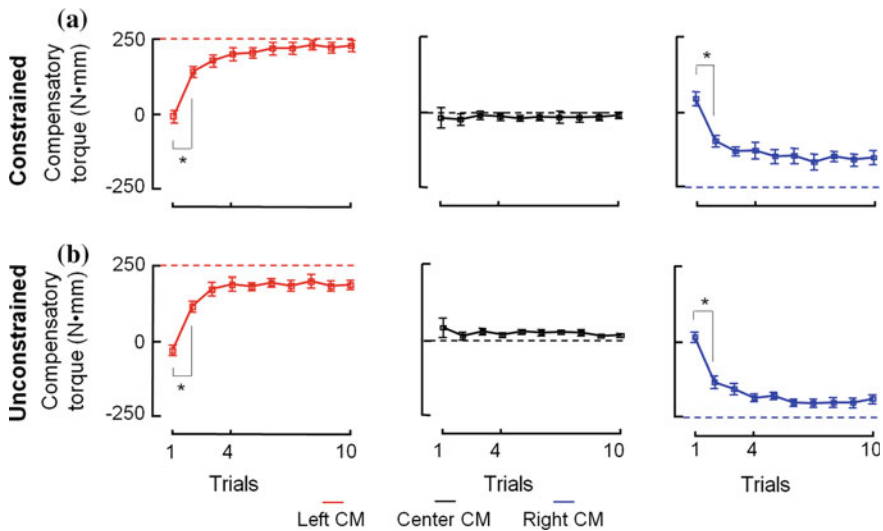 (a)
Constrained
Compensatory
torque (N•mm)
250
0
-250
*
*
(b)
Unconstrained
Compensatory
torque (N•mm)
250
0
-250
*
*
1 4 10
1 4 10
1 4 10
Trials Trials Trials
Left CM Center CM Right CM